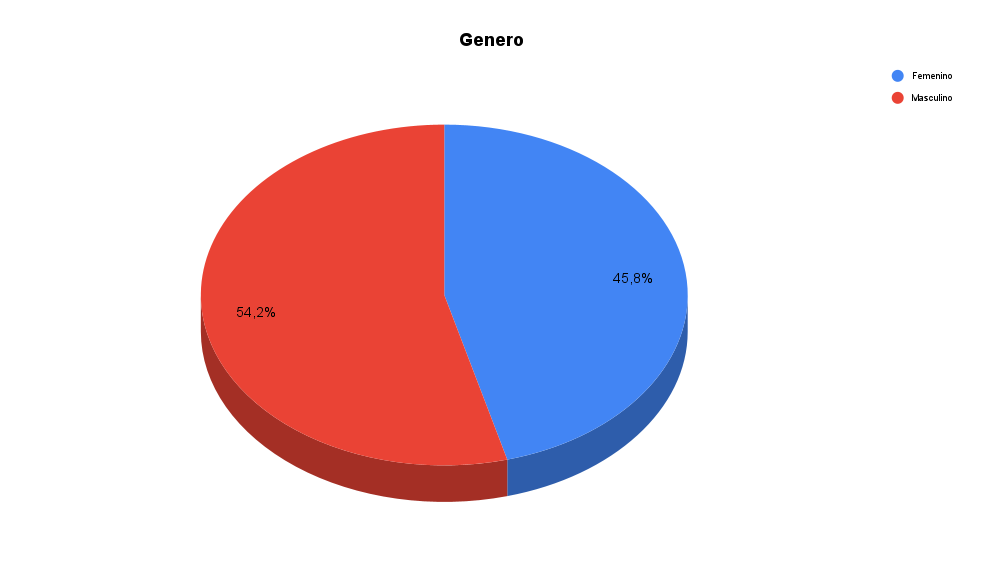 Genero
Femenino
Masculino
45,8%
54,2%